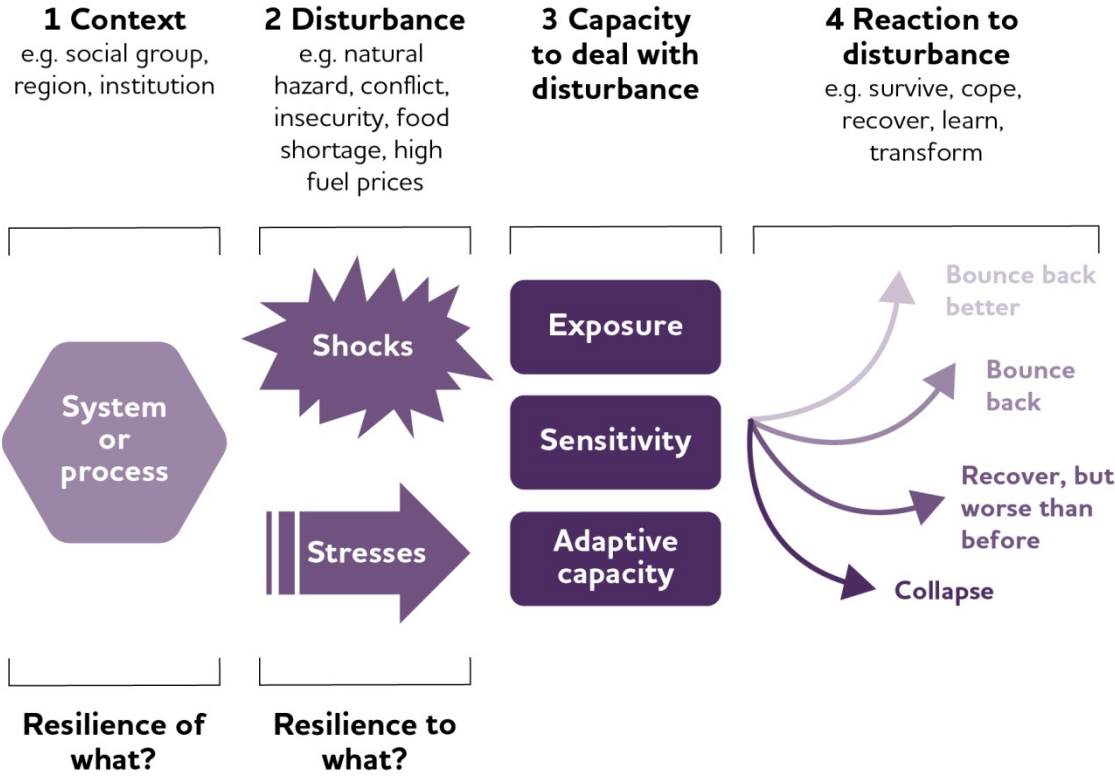 1 Context
e.g. social group,
region, institution
2 Disturbance
e.g. natural
hazard, conflict,
insecurity, food
shortage, high
fuel prices
3 Capacity
to deal with
disturbance
4 Reaction to
disturbance
e.g. survive, cope,
recover, learn,
transform
System
or
process
Shocks
Stresses
Exposure
Sensitivity
Adaptive
capacity
Bounce back
better
Bounce
back
Recover, but
worse than
before
Collapse
Resilience of
what?
Resilience to
what?